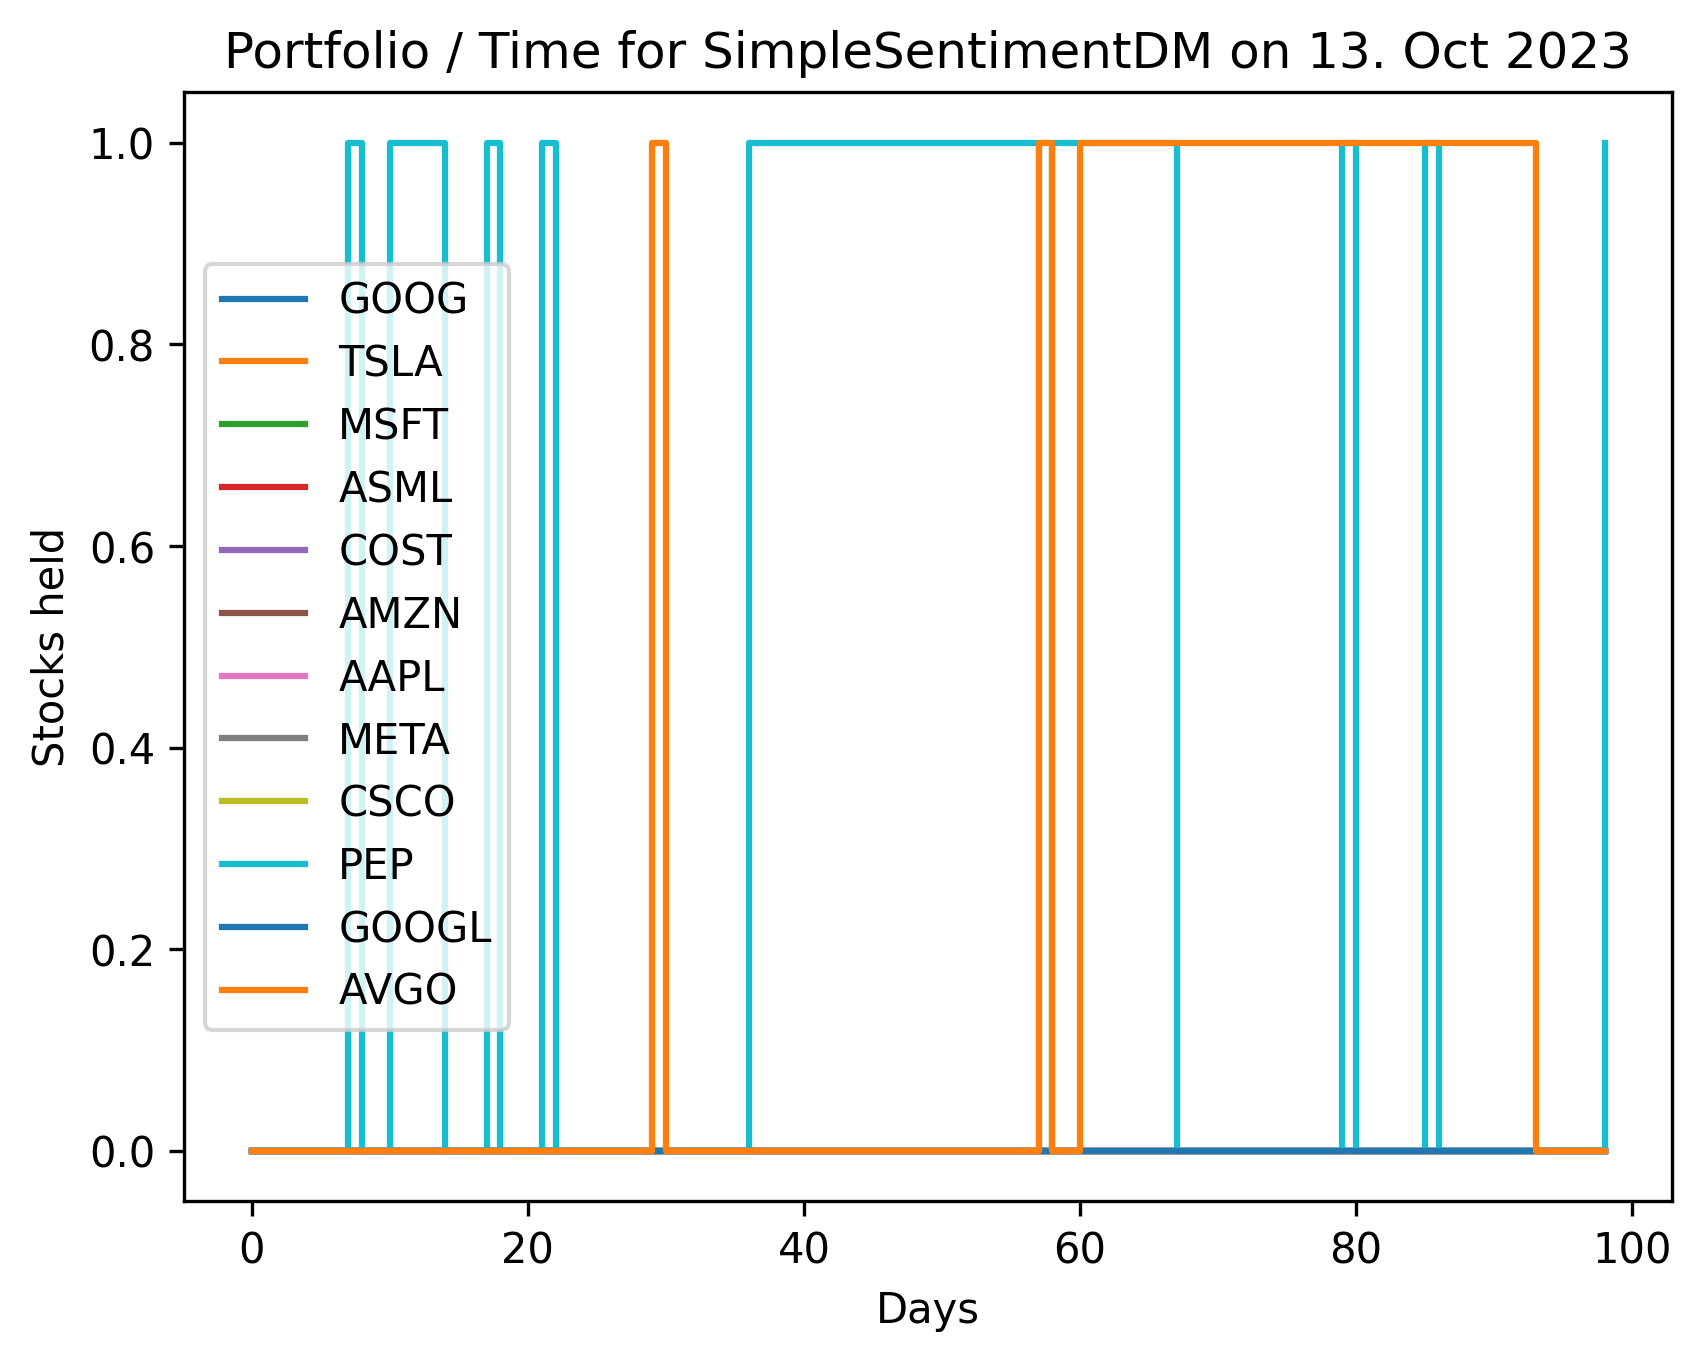 Portfolio / Time for SimpleSentimentDM on 13. Oct 2023
1.0
0.8
0.6
0.4
0.2
0.0
Stocks held
GOOG
TSLA
MSFT
ASML
COST
AMZN
AAPL
META
CSCO
PEP
GOOGL
AVGO
0 20 40 60 80 100
Days